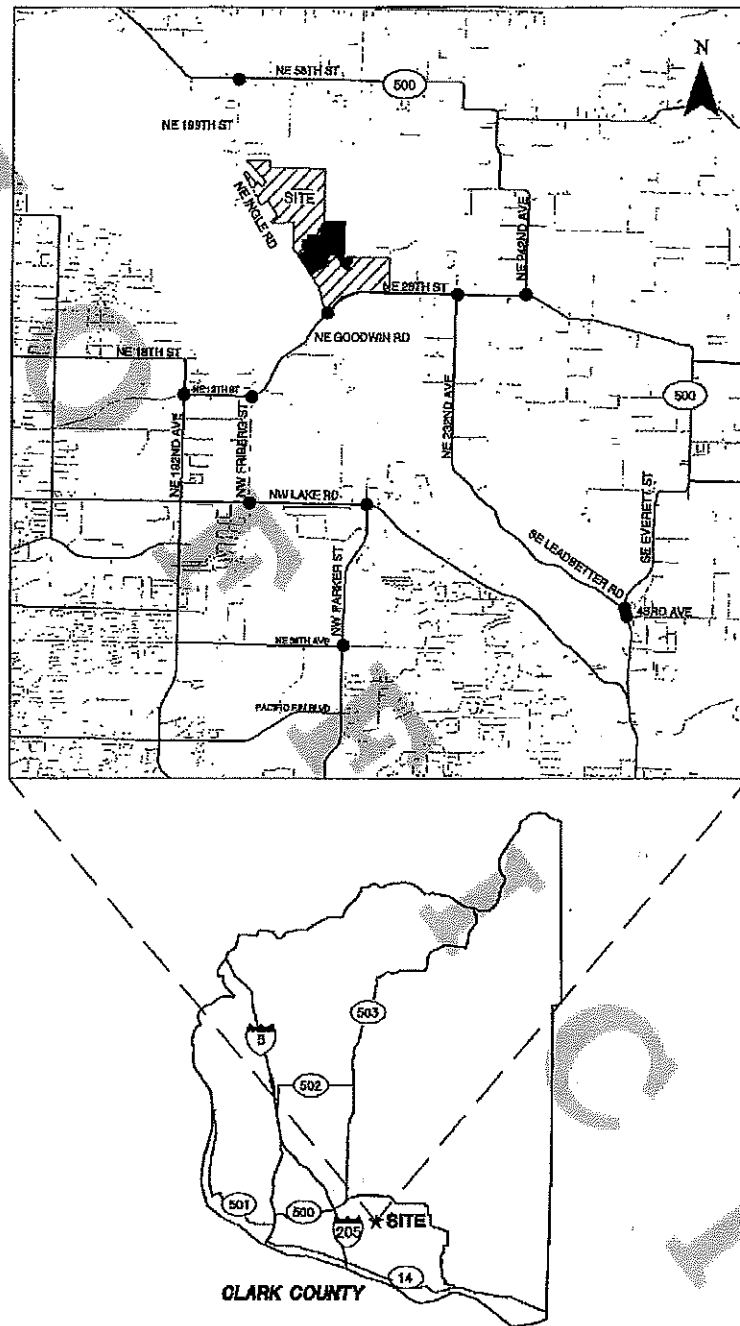 N
NE 58TH ST
500
NE 199TH ST
NE INGLE RD
SITE
NE 242ND AVE
NE 28TH ST
NE GOODWIN RD
NE 18TH ST
NE 13TH ST
500
NE 192ND AVE
NW FRIBERG ST
NE 232ND AVE
NW LAKE RD
SE EVERETT ST
SE LEADBETTER RD
NW PARKER ST
43RD AVE
NE 38TH AVE
PACIFIC RIM BLVD
503
5
502
501
500
205
SITE
14
CLARK COUNTY